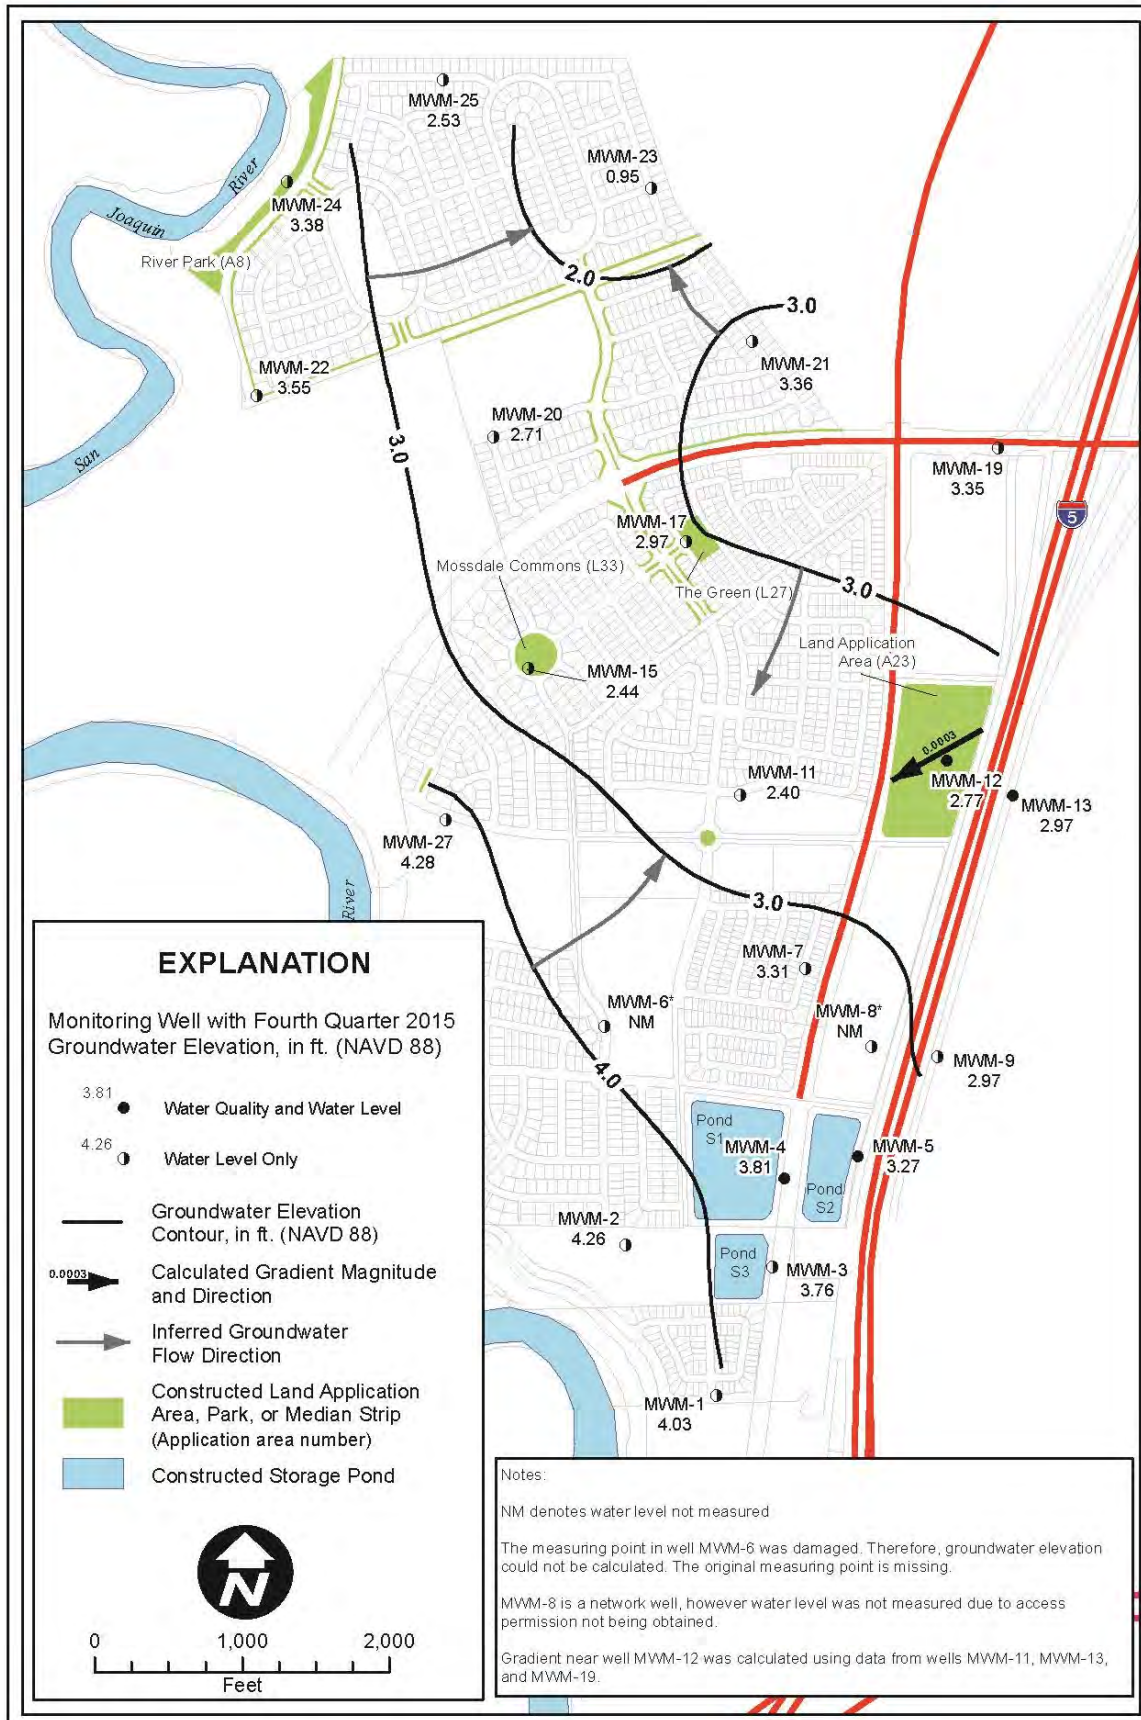 MWM-25
2.53
MWM-23
0.95
MWM-24
3.38
River
Joaquin
River Park (A8)
2.0
3.0
MWM-21
3.36
MWM-22
3.55
MWM-20
2.71
3.0
San
MWM-19
3.35
5
MWM-17
2.97
Mossdale Commons (L33)
The Green (L27)
3.0
Land Application
Area (A23)
MWM-15
2.44
0.0003
MWM-12
2.77
MWM-11
2.40
MWM-13
2.97
MWM-27
4.28
River
3.0
MWM-7
3.31
MWM-6*
NM
MWM-8*
NM
MWM-9
2.97
4.0
Pond
S1
MWM-4
3.81
MWM-5
3.27
Pond
S2
MWM-2
4.26
Pond
S3
MWM-3
3.76
MWM-1
4.03
EXPLANATION
Monitoring Well with Fourth Quarter 2015
Groundwater Elevation, in ft. (NAVD 88)
3.81
Water Quality and Water Level
4.26
Water Level Only
Groundwater Elevation
Contour, in ft. (NAVD 88)
0.0003
Calculated Gradient Magnitude
and Direction
Inferred Groundwater
Flow Direction
Constructed Land Application
Area, Park, or Median Strip
(Application area number)
Constructed Storage Pond
N
0 1,000 2,000
Feet
Notes:
NM denotes water level not measured
The measuring point in well MWM-6 was damaged. Therefore, groundwater elevation
could not be calculated. The original measuring point is missing.
MWM-8 is a network well, however water level was not measured due to access
permission not being obtained.
Gradient near well MWM-12 was calculated using data from wells MWM-11, MWM-13,
and MWM-19.